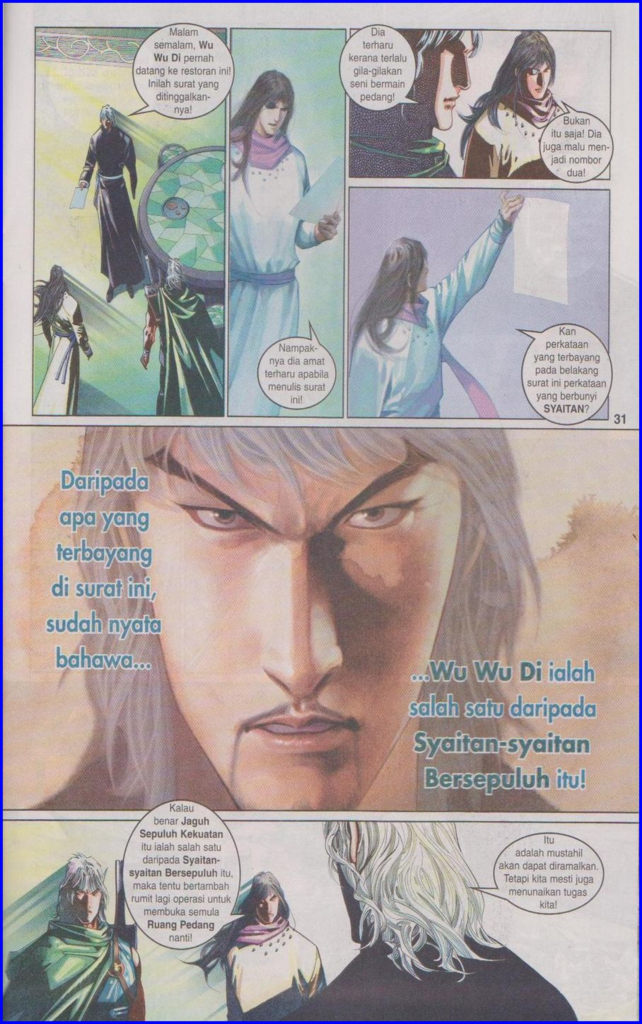 Malam
semalam, Wu
Wu Di pernah
datang ke restoran ini!
Inilah surat yang
ditinggalkan-
nya!
Nampak-
nya dia amat
terharu apabila
menulis surat
ini!
Dia
terharu
kerana terlalu
gila-gilakan
seni bermain
pedang!
Bukan
itu saja! Dia
juga malu men-
jadi nombor
dua!
Kan
perkataan
yang terbayang
pada belakang
surat ini perkataan
yang berbunyi
SYAITAN?
31
Daripada
apa yang
terbayang
di surat ini,
sudah nyata
bahawa...
...Wu Wu Di ialah
salah satu daripada
Syaitan-syaitan
Bersepuluh itu!
Kalau
benar Jaguh
Sepuluh Kekuatan
itu ialah salah satu
daripada Syaitan-
syaitan Bersepuluh itu,
maka tentu bertambah
rumit lagi operasi untuk
membuka semula
Ruang Pedang
nanti!
Itu
adalah mustahil
akan dapat diramalkan.
Tetapi kita mesti juga
menunaikan tugas
kita!